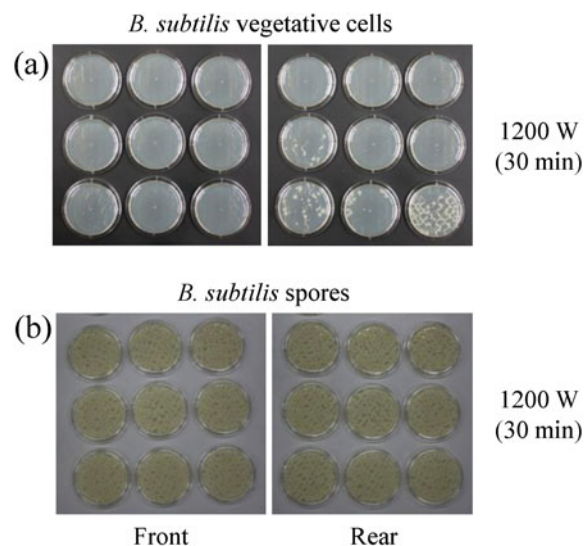 B. subtilis vegetative cells
(a)
1200 W
(30 min)
B. subtilis spores
(b)
1200 W
(30 min)
Front
Rear